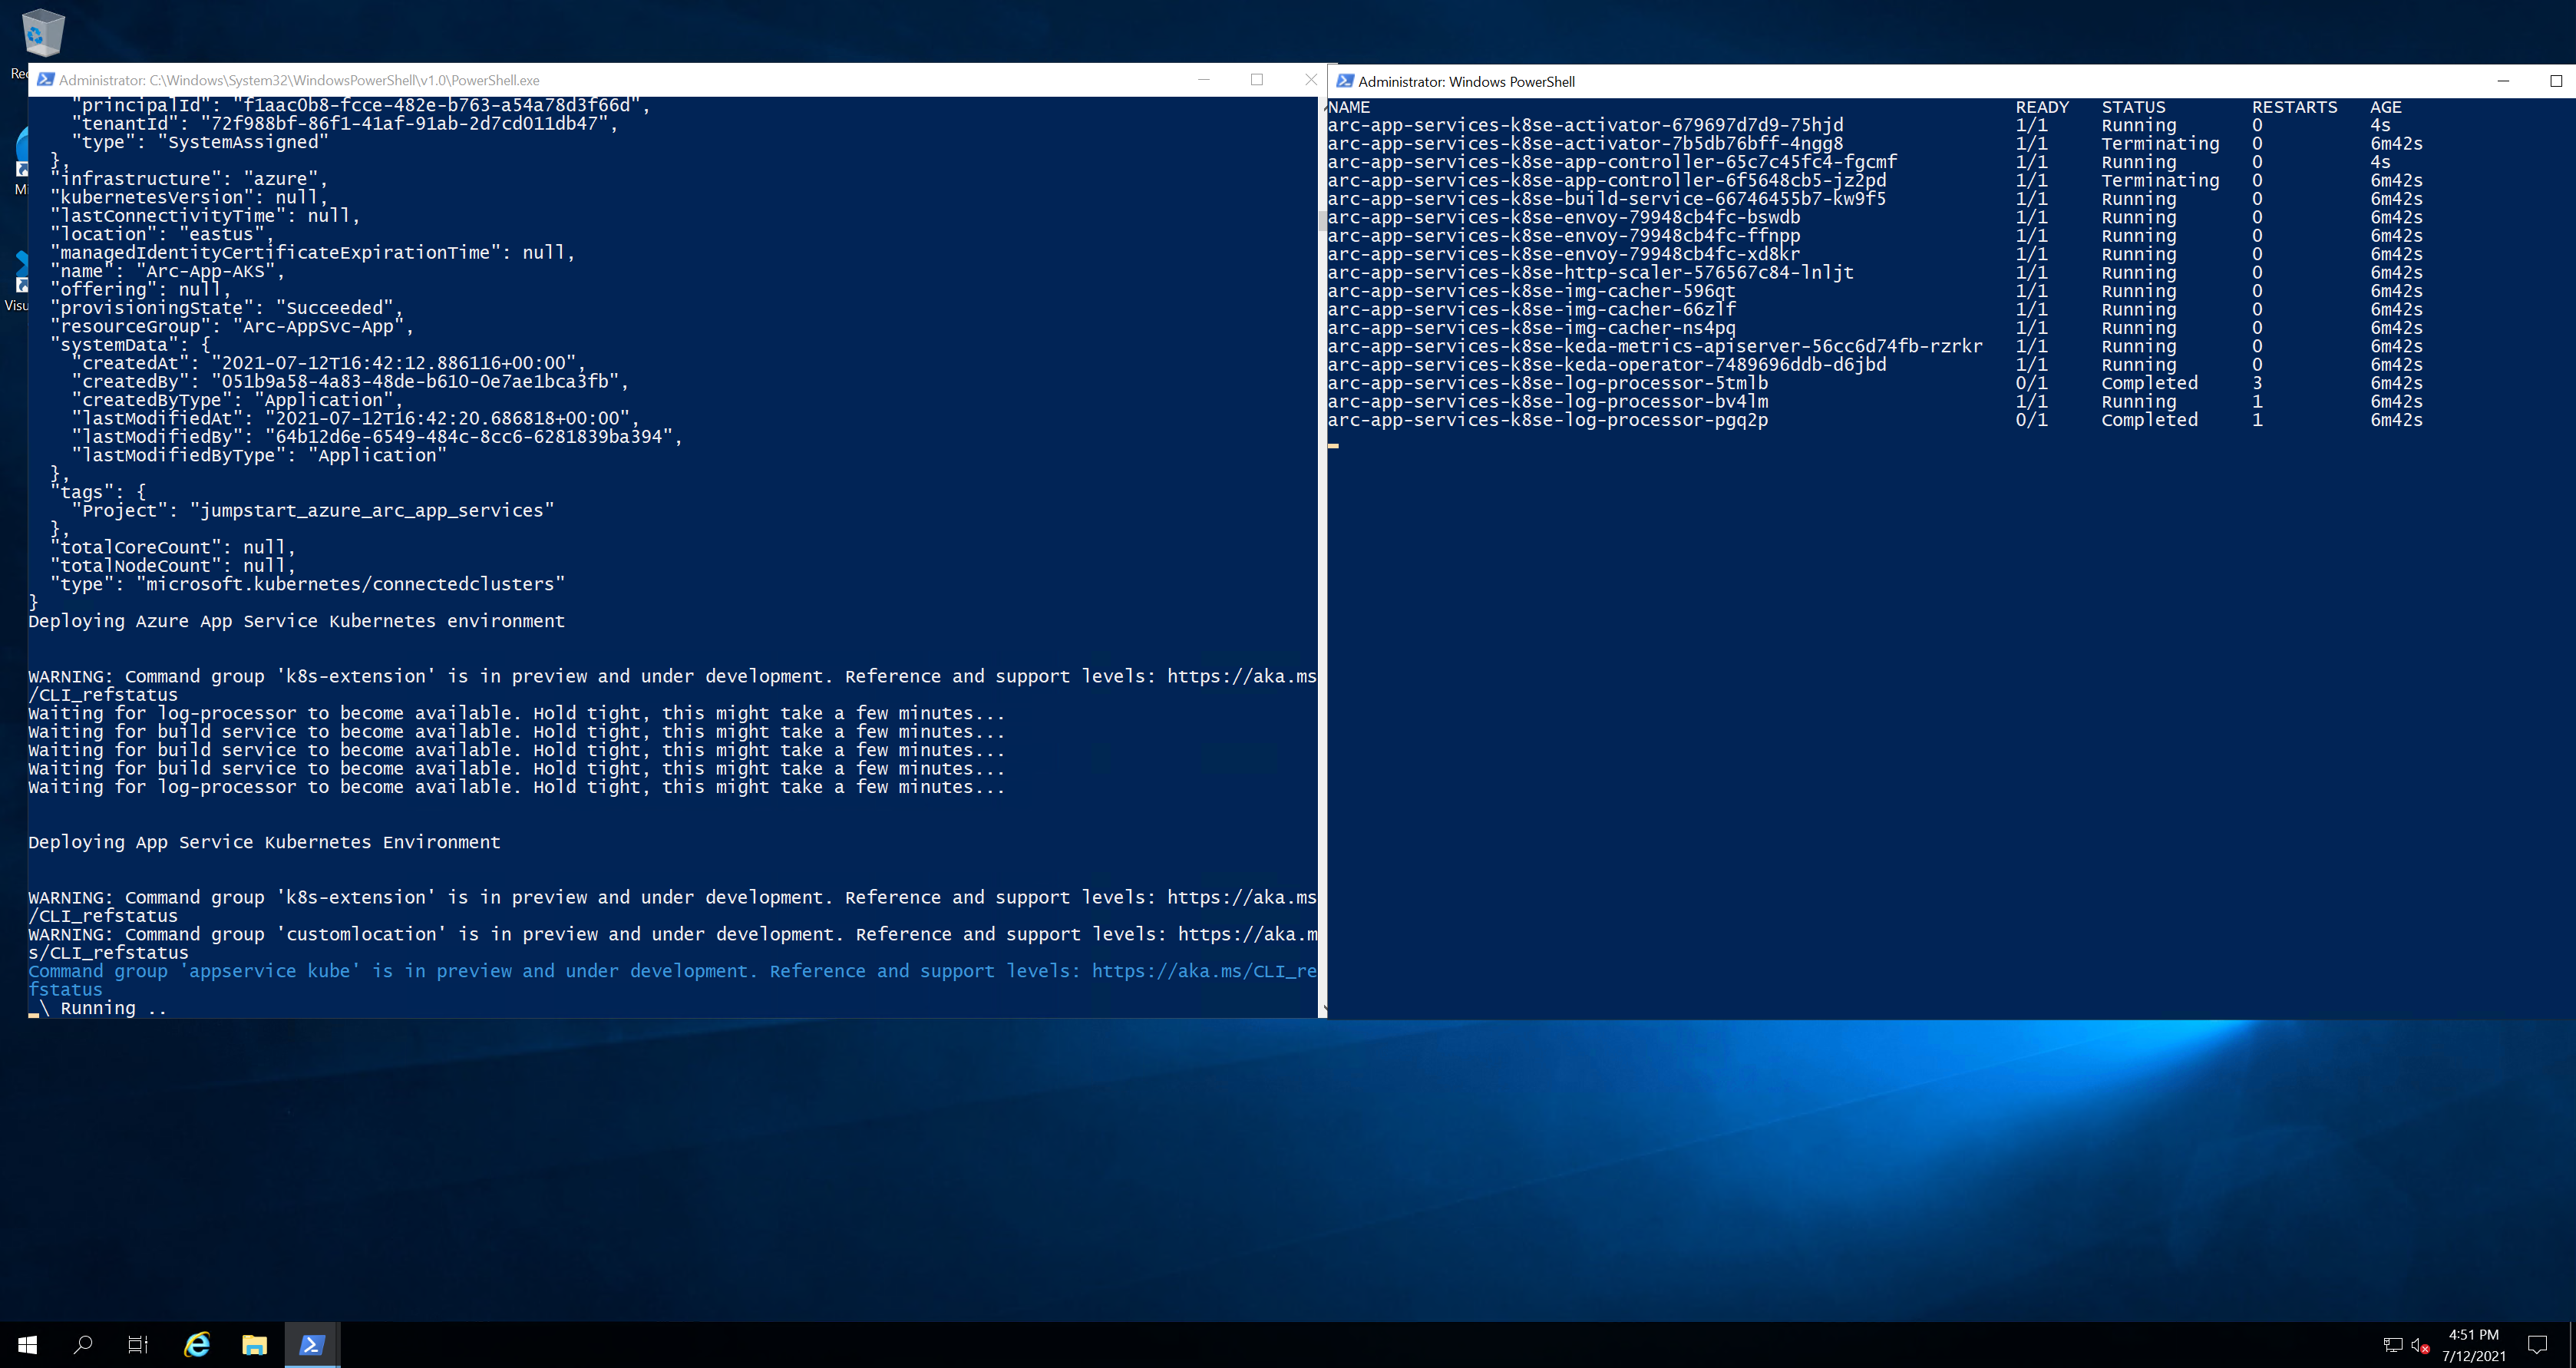 Administrator: C:\Windows\System32\WindowsPowerShell\v1.0\PowerShell.exe
"principalId": "f1aac0b8-fcce-482e-b763-a54a78d3f66d",
"tenantId": "72f988bf-86f1-41af-91ab-2d7cd011db47",
"type": "SystemAssigned"
},
"infrastructure": "azure",
"kubernetesVersion": null,
"lastConnectivityTime": null,
"location": "eastus",
"managedIdentityCertificateExpirationTime": null,
"name": "Arc-App-AKS",
"offering": null,
"provisioningState": "Succeeded",
"resourceGroup": "Arc-AppSvc-App",
"systemData": {
"createdAt": "2021-07-12T16:42:12.886116+00:00",
"createdBy": "051b9a58-4a83-48de-b610-0e7ae1bca3fb",
"createdByType": "Application",
"lastModifiedAt": "2021-07-12T16:42:20.686818+00:00",
"lastModifiedBy": "64b12d6e-6549-484c-8cc6-6281839ba394",
"lastModifiedByType": "Application"
},
"tags": {
"Project": "jumpstart_azure_arc_app_services"
},
"totalCoreCount": null,
"totalNodeCount": null,
"type": "microsoft.kubernetes/connectedclusters"
}
Deploying Azure App Service Kubernetes environment
WARNING: Command group 'k8s-extension' is in preview and under development. Reference and support levels: https://aka.ms
/CLI_refstatus
Waiting for log-processor to become available. Hold tight, this might take a few minutes...
Waiting for build service to become available. Hold tight, this might take a few minutes...
Waiting for build service to become available. Hold tight, this might take a few minutes...
Waiting for build service to become available. Hold tight, this might take a few minutes...
Waiting for log-processor to become available. Hold tight, this might take a few minutes...
Deploying App Service Kubernetes Environment
WARNING: Command group 'k8s-extension' is in preview and under development. Reference and support levels: https://aka.ms
/CLI_refstatus
WARNING: Command group 'customlocation' is in preview and under development. Reference and support levels: https://aka.m
s/CLI_refstatus
Command group 'appservice kube' is in preview and under development. Reference and support levels: https://aka.ms/CLI_re
fstatus
\ Running ..
Administrator: Windows PowerShell
NAME READY STATUS RESTARTS AGE
arc-app-services-k8se-activator-679697d7d9-75hjd 1/1 Running 0 4s
arc-app-services-k8se-activator-7b5db76bff-4ngg8 1/1 Terminating 0 6m42s
arc-app-services-k8se-app-controller-65c7c45fc4-fgcmf 1/1 Running 0 4s
arc-app-services-k8se-app-controller-6f5648cb5-jz2pd 1/1 Terminating 0 6m42s
arc-app-services-k8se-build-service-66746455b7-kw9f5 1/1 Running 0 6m42s
arc-app-services-k8se-envoy-79948cb4fc-bswdb 1/1 Running 0 6m42s
arc-app-services-k8se-envoy-79948cb4fc-ffnpp 1/1 Running 0 6m42s
arc-app-services-k8se-envoy-79948cb4fc-xd8kr 1/1 Running 0 6m42s
arc-app-services-k8se-http-scaler-576567c84-lnljt 1/1 Running 0 6m42s
arc-app-services-k8se-img-cacher-596qt 1/1 Running 0 6m42s
arc-app-services-k8se-img-cacher-66zlf 1/1 Running 0 6m42s
arc-app-services-k8se-img-cacher-ns4pq 1/1 Running 0 6m42s
arc-app-services-k8se-keda-metrics-apiserver-56cc6d74fb-rzrkr 1/1 Running 0 6m42s
arc-app-services-k8se-keda-operator-7489696ddb-d6jbd 1/1 Running 0 6m42s
arc-app-services-k8se-log-processor-5tmlb 0/1 Completed 3 6m42s
arc-app-services-k8se-log-processor-bv4lm 1/1 Running 1 6m42s
arc-app-services-k8se-log-processor-pgq2p 0/1 Completed 1 6m42s
4:51 PM
7/12/2021